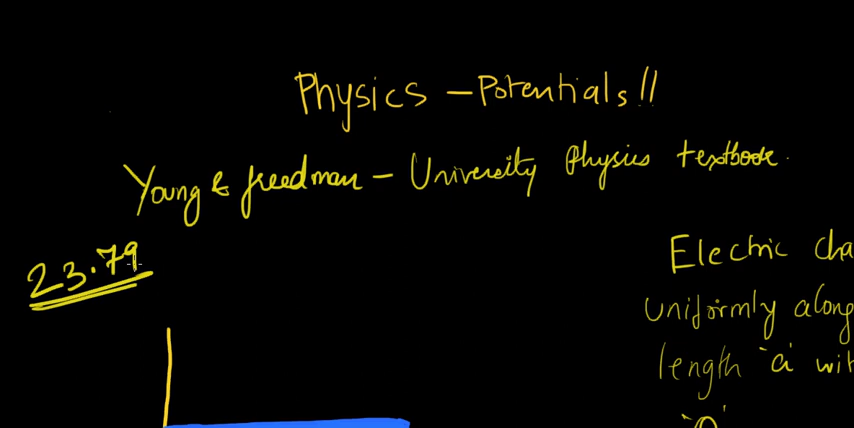 Physics - Potentials!!
Young & freedman - University Physics textbook.
23.79
Electric cha
uniformly along
length 'a' wit
'Q'